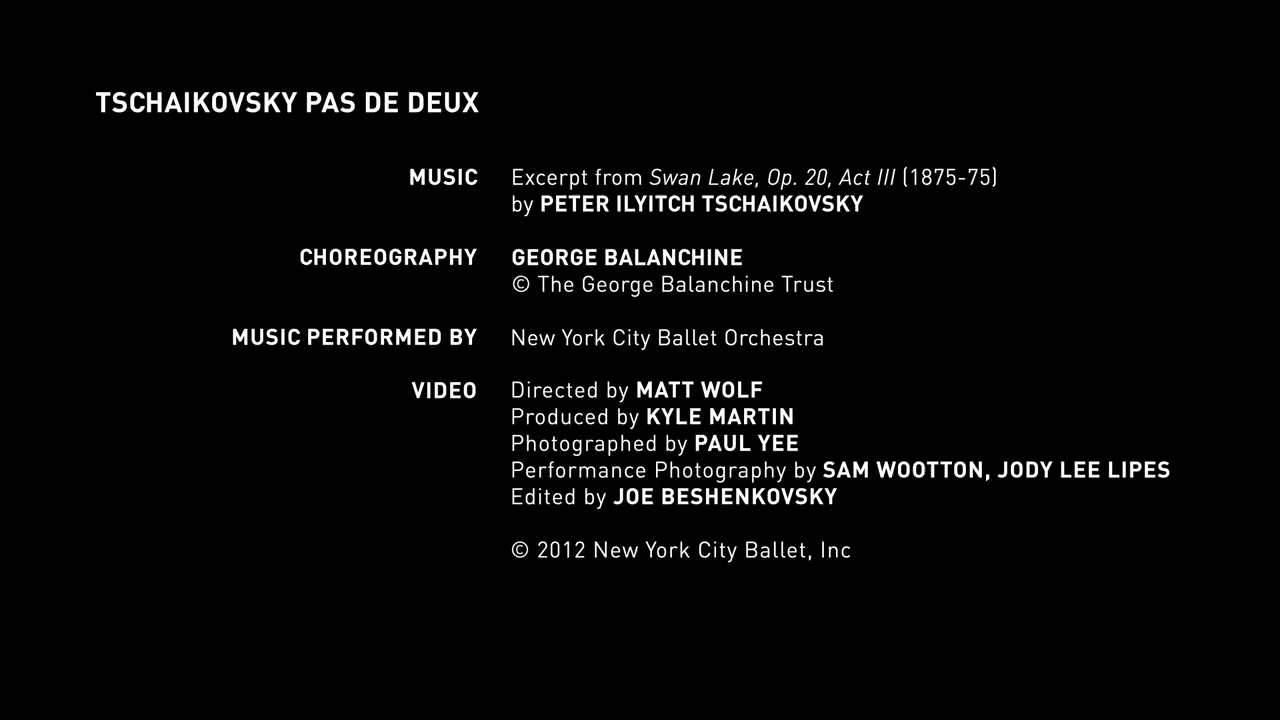 TSCHAIKOVSKY PAS DE DEUX
MUSIC Excerpt from Swan Lake, Op. 20, Act III (1875-75)
by PETER ILYITCH TSCHAIKOVSKY
CHOREOGRAPHY GEORGE BALANCHINE
© The George Balanchine Trust
MUSIC PERFORMED BY New York City Ballet Orchestra
VIDEO Directed by MATT WOLF
Produced by KYLE MARTIN
Photographed by PAUL YEE
Performance Photography by SAM WOOTTON, JODY LEE LIPES
Edited by JOE BESHENKOVSKY
© 2012 New York City Ballet, Inc